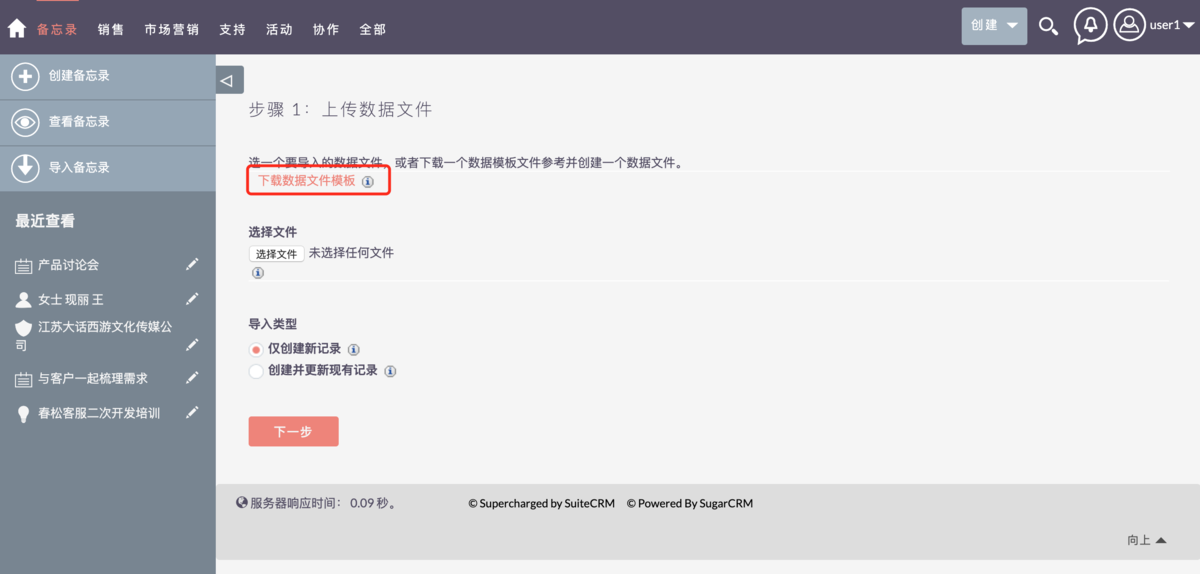 备忘录 销售 市场营销 支持 活动 协作 全部 创建 user1
创建备忘录
查看备忘录
导入备忘录
最近查看
产品讨论会
女士 现丽 王
江苏大话西游文化传媒公
司
与客户一起梳理需求
春松客服二次开发培训
步骤 1：上传数据文件
选一个要导入的数据文件，或者下载一个数据模板文件参考并创建一个数据文件。
下载数据文件模板
选择文件
选择文件 未选择任何文件
导入类型
仅创建新记录
创建并更新现有记录
下一步
服务器响应时间： 0.09 秒。 © Supercharged by SuiteCRM © Powered By SugarCRM
向上